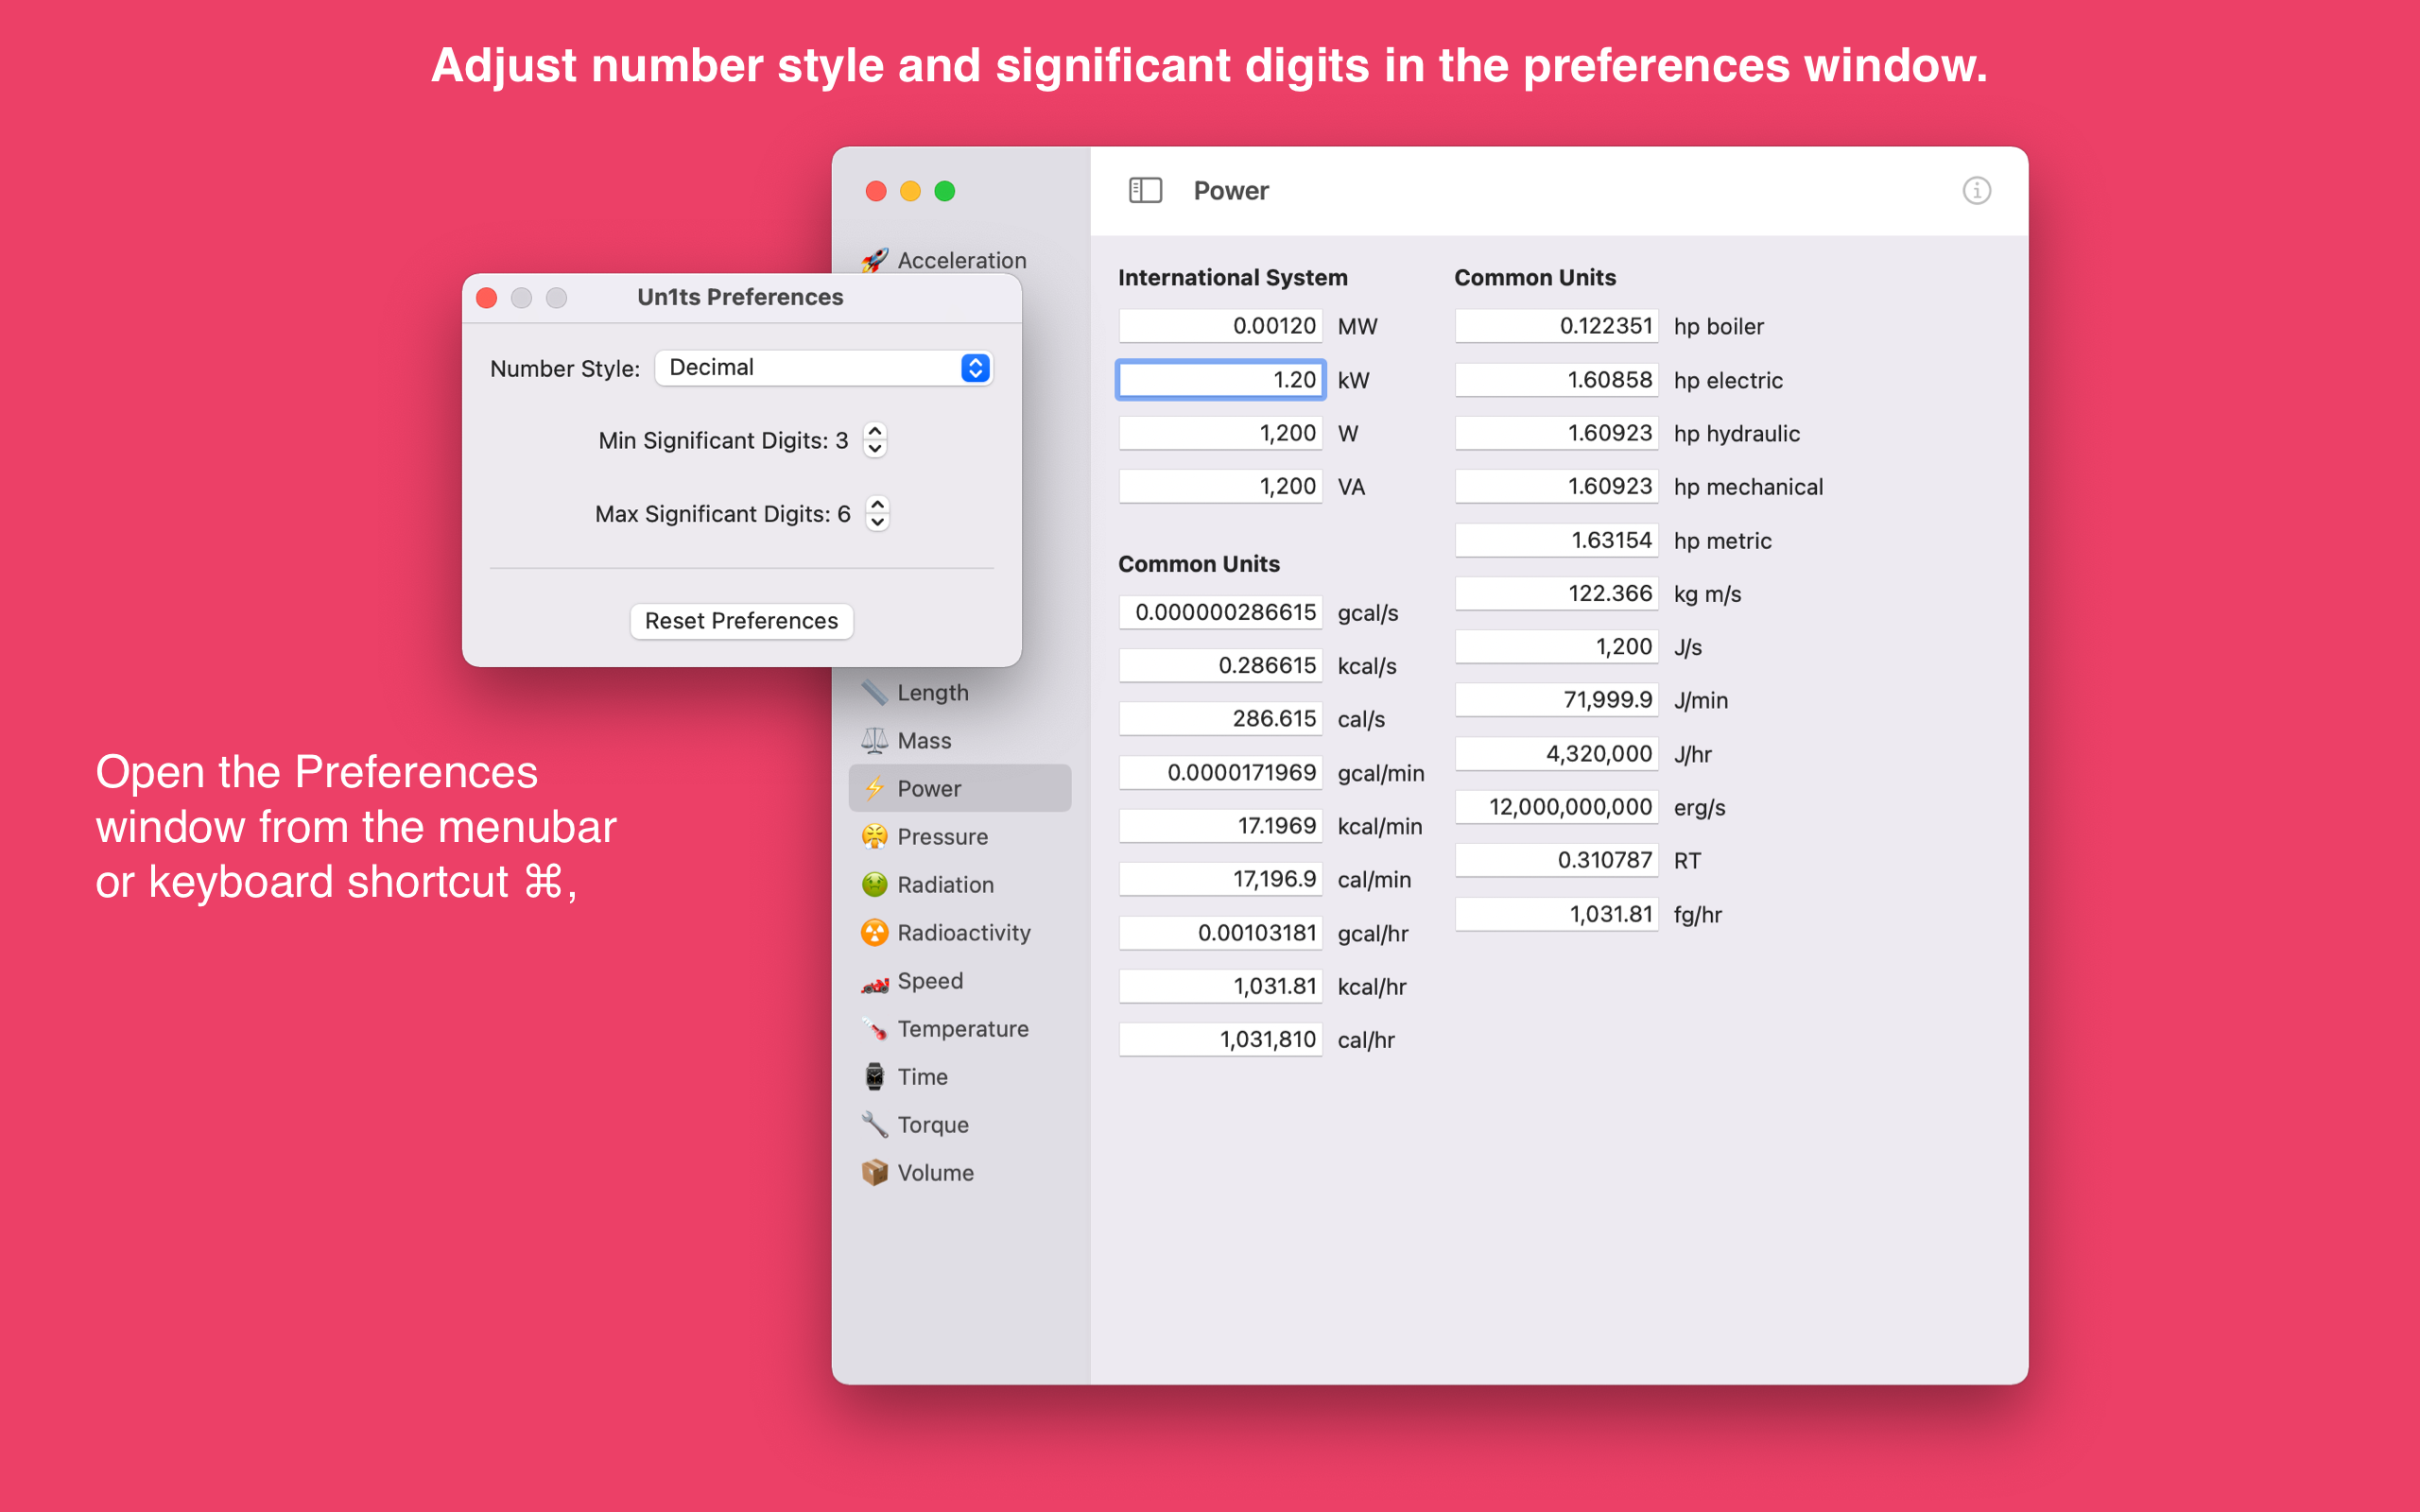 Adjust number style and significant digits in the preferences window.
Power
Acceleration
Un1ts Preferences
Number Style: Decimal
Min Significant Digits: 3
Max Significant Digits: 6
Reset Preferences
Open the Preferences
window from the menubar
or keyboard shortcut ⌘,
Length
Mass
Power
Pressure
Radiation
Radioactivity
Speed
Temperature
Time
Torque
Volume
International System
0.00120 MW
1.20 kW
1,200 W
1,200 VA
Common Units
0.000000286615 gcal/s
0.286615 kcal/s
286.615 cal/s
0.0000171969 gcal/min
17.1969 kcal/min
17,196.9 cal/min
0.00103181 gcal/hr
1,031.81 kcal/hr
1,031,810 cal/hr
Common Units
0.122351 hp boiler
1.60858 hp electric
1.60923 hp hydraulic
1.60923 hp mechanical
1.63154 hp metric
122.366 kg m/s
1,200 J/s
71,999.9 J/min
4,320,000 J/hr
12,000,000,000 erg/s
0.310787 RT
1,031.81 fg/hr